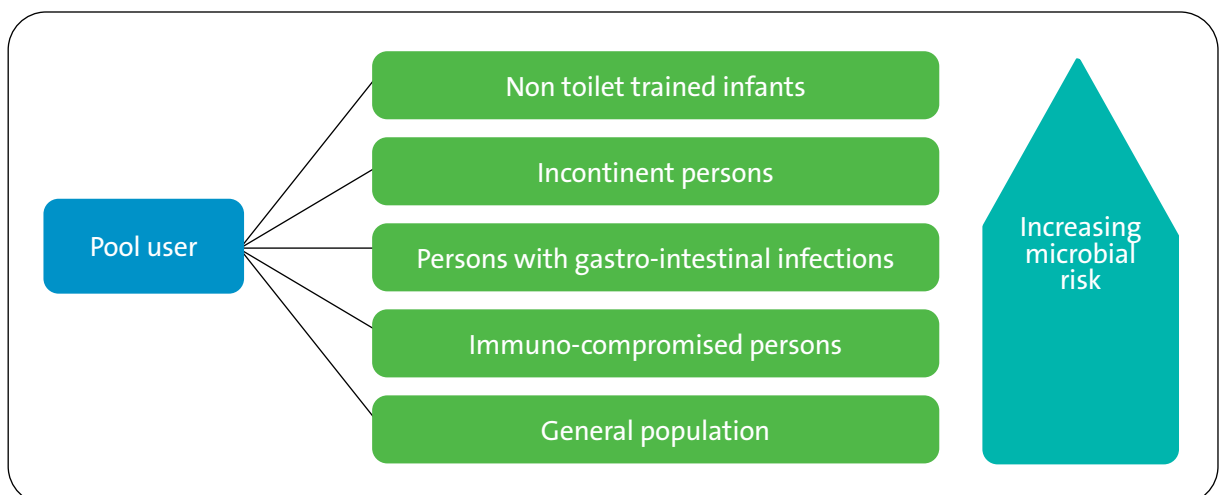 Non toilet trained infants
Incontinent persons
Pool user
Persons with gastro-intestinal infections
Immuno-compromised persons
General population
Increasing
microbial
risk